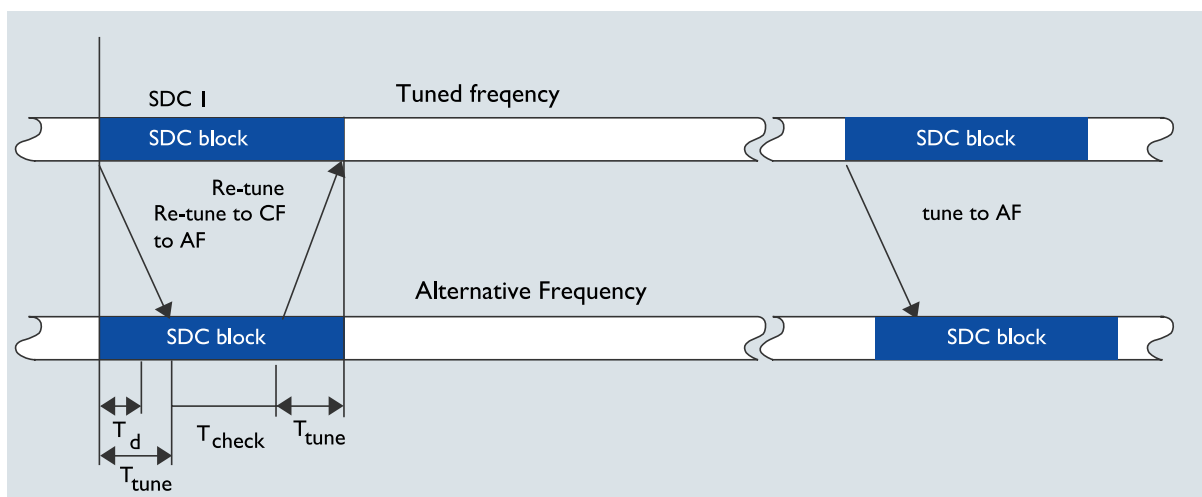 SDC I
Tuned freqency
SDC block
SDC block
Re-tune
Re-tune to CF
to AF
tune to AF
Alternative Frequency
SDC block
SDC block
T d
T check
T tune
T tune